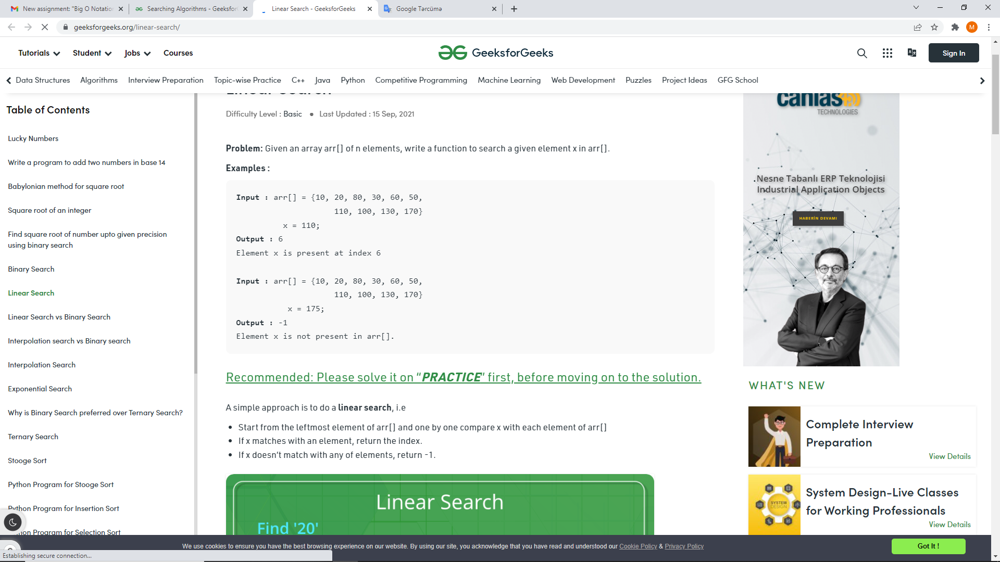 New assignment: "Big O Notation
Searching Algorithms - Geeksfor
Linear Search - GeeksforGeeks
Google Tərcümə
geeksforgeeks.org/linear-search/
M
Tutorials
Student
Jobs
Courses
GeeksforGeeks
Sign In
Data Structures
Algorithms
Interview Preparation
Topic-wise Practice
C++
Java
Python
Competitive Programming
Machine Learning
Web Development
Puzzles
Project Ideas
GFG School
Table of Contents
Lucky Numbers
Write a program to add two numbers in base 14
Babylonian method for square root
Square root of an integer
Find square root of number upto given precision
using binary search
Binary Search
Linear Search
Linear Search vs Binary Search
Interpolation search vs Binary search
Interpolation Search
Exponential Search
Why is Binary Search preferred over Ternary Search?
Ternary Search
Stooge Sort
Python Program for Stooge Sort
Python Program for Insertion Sort
Python Program for Selection Sort
Linear Search
Difficulty Level : Basic ● Last Updated : 15 Sep, 2021
Problem: Given an array arr[] of n elements, write a function to search a given element x in arr[].
Examples :
Input : arr[] = {10, 20, 80, 30, 60, 50,
110, 100, 130, 170}
x = 110;
Output : 6
Element x is present at index 6
Input : arr[] = {10, 20, 80, 30, 60, 50,
110, 100, 130, 170}
x = 175;
Output : -1
Element x is not present in arr[].
Recommended: Please solve it on “PRACTICE” first, before moving on to the solution.
A simple approach is to do a linear search, i.e
• Start from the leftmost element of arr[] and one by one compare x with each element of arr[]
• If x matches with an element, return the index.
• If x doesn’t match with any of elements, return -1.
Linear Search
Find '20'
canias
TECHNOLOGIES
Nesne Tabanlı ERP Teknolojisi
Industrial Application Objects
HABERİN DEVAMI
WHAT'S NEW
Complete Interview
Preparation
View Details
SYSTEM
DESIGN
System Design-Live Classes
for Working Professionals
View Details
We use cookies to ensure you have the best browsing experience on our website. By using our site, you acknowledge that you have read and understood our Cookie Policy & Privacy Policy
Got It !
Establishing secure connection...